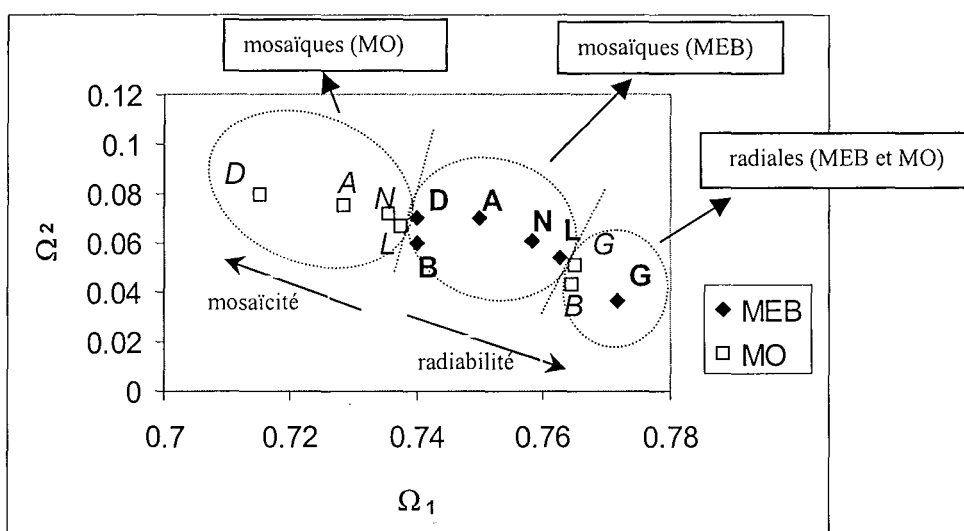 mosaïques (MO)
mosaïques (MEB)
radiales (MEB et MO)
0.12
0.1
0.08
0.06
0.04
0.02
0
Ω2
D
A
N
L
D
A
N
L
B
G
B
G
mosaïcité
radiabilité
MEB
MO
0.7
0.72
0.74
0.76
0.78
Ω1